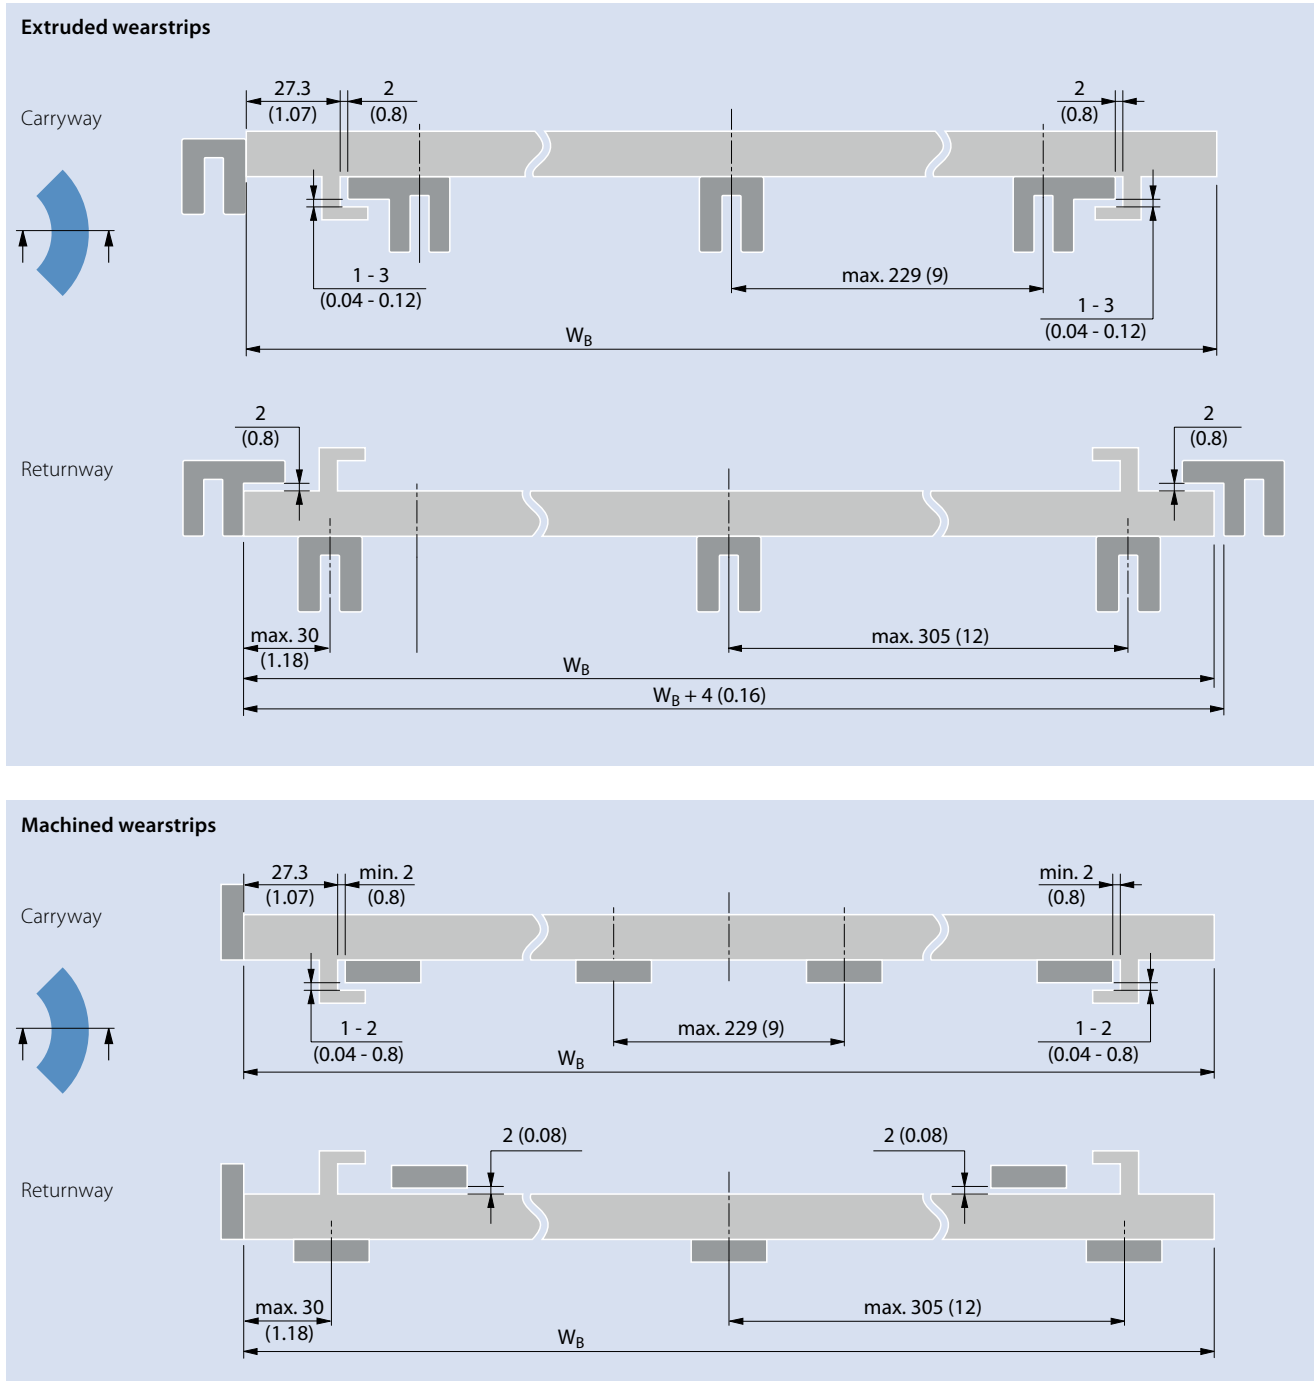 Extruded wearstrips
27.3
(1.07)
2
(0.8)
2
(0.8)
Carryway
1 - 3
(0.04 - 0.12)
max. 229 (9)
1 - 3
(0.04 - 0.12)
WB
2
(0.8)
2
(0.8)
Returnway
max. 30
(1.18)
max. 305 (12)
WB
WB + 4 (0.16)
Machined wearstrips
27.3
(1.07)
min. 2
(0.8)
min. 2
(0.8)
Carryway
1 - 2
(0.04 - 0.8)
max. 229 (9)
1 - 2
(0.04 - 0.8)
WB
2 (0.08)
2 (0.08)
Returnway
max. 30
(1.18)
max. 305 (12)
WB